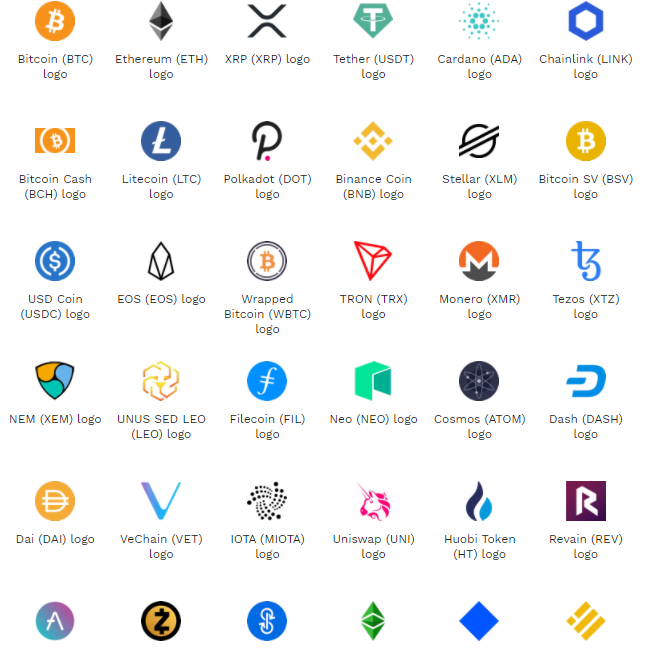 Bitcoin (BTC) logo
Ethereum (ETH) logo
XRP (XRP) logo
Tether (USDT) logo
Cardano (ADA) logo
Chainlink (LINK) logo
Bitcoin Cash (BCH) logo
Litecoin (LTC) logo
Polkadot (DOT) logo
Binance Coin (BNB) logo
Stellar (XLM) logo
Bitcoin SV (BSV) logo
USD Coin (USDC) logo
EOS (EOS) logo
Wrapped Bitcoin (WBTC) logo
TRON (TRX) logo
Monero (XMR) logo
Tezos (XTZ) logo
NEM (XEM) logo
UNUS SED LEO (LEO) logo
Filecoin (FIL) logo
Neo (NEO) logo
Cosmos (ATOM) logo
Dash (DASH) logo
Dai (DAI) logo
VeChain (VET) logo
IOTA (MIOTA) logo
Uniswap (UNI) logo
Huobi Token (HT) logo
Revain (REV) logo